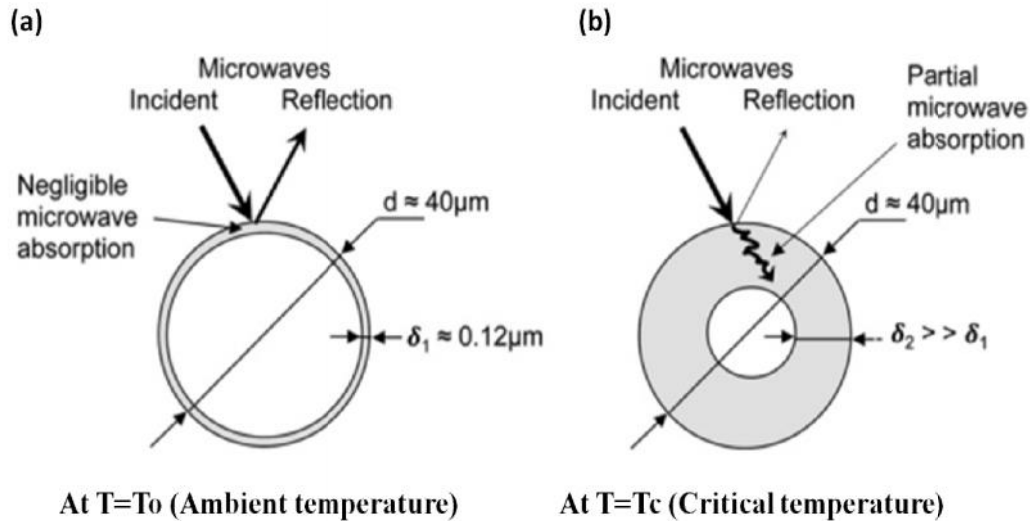 (a)
Microwaves
Incident Reflection
Negligible
microwave
absorption
d ≈ 40μm
δ₁ ≈ 0.12μm
At T=To (Ambient temperature)
(b)
Microwaves
Incident Reflection
Partial
microwave
absorption
d ≈ 40μm
δ₂ > > δ₁
At T=Tc (Critical temperature)